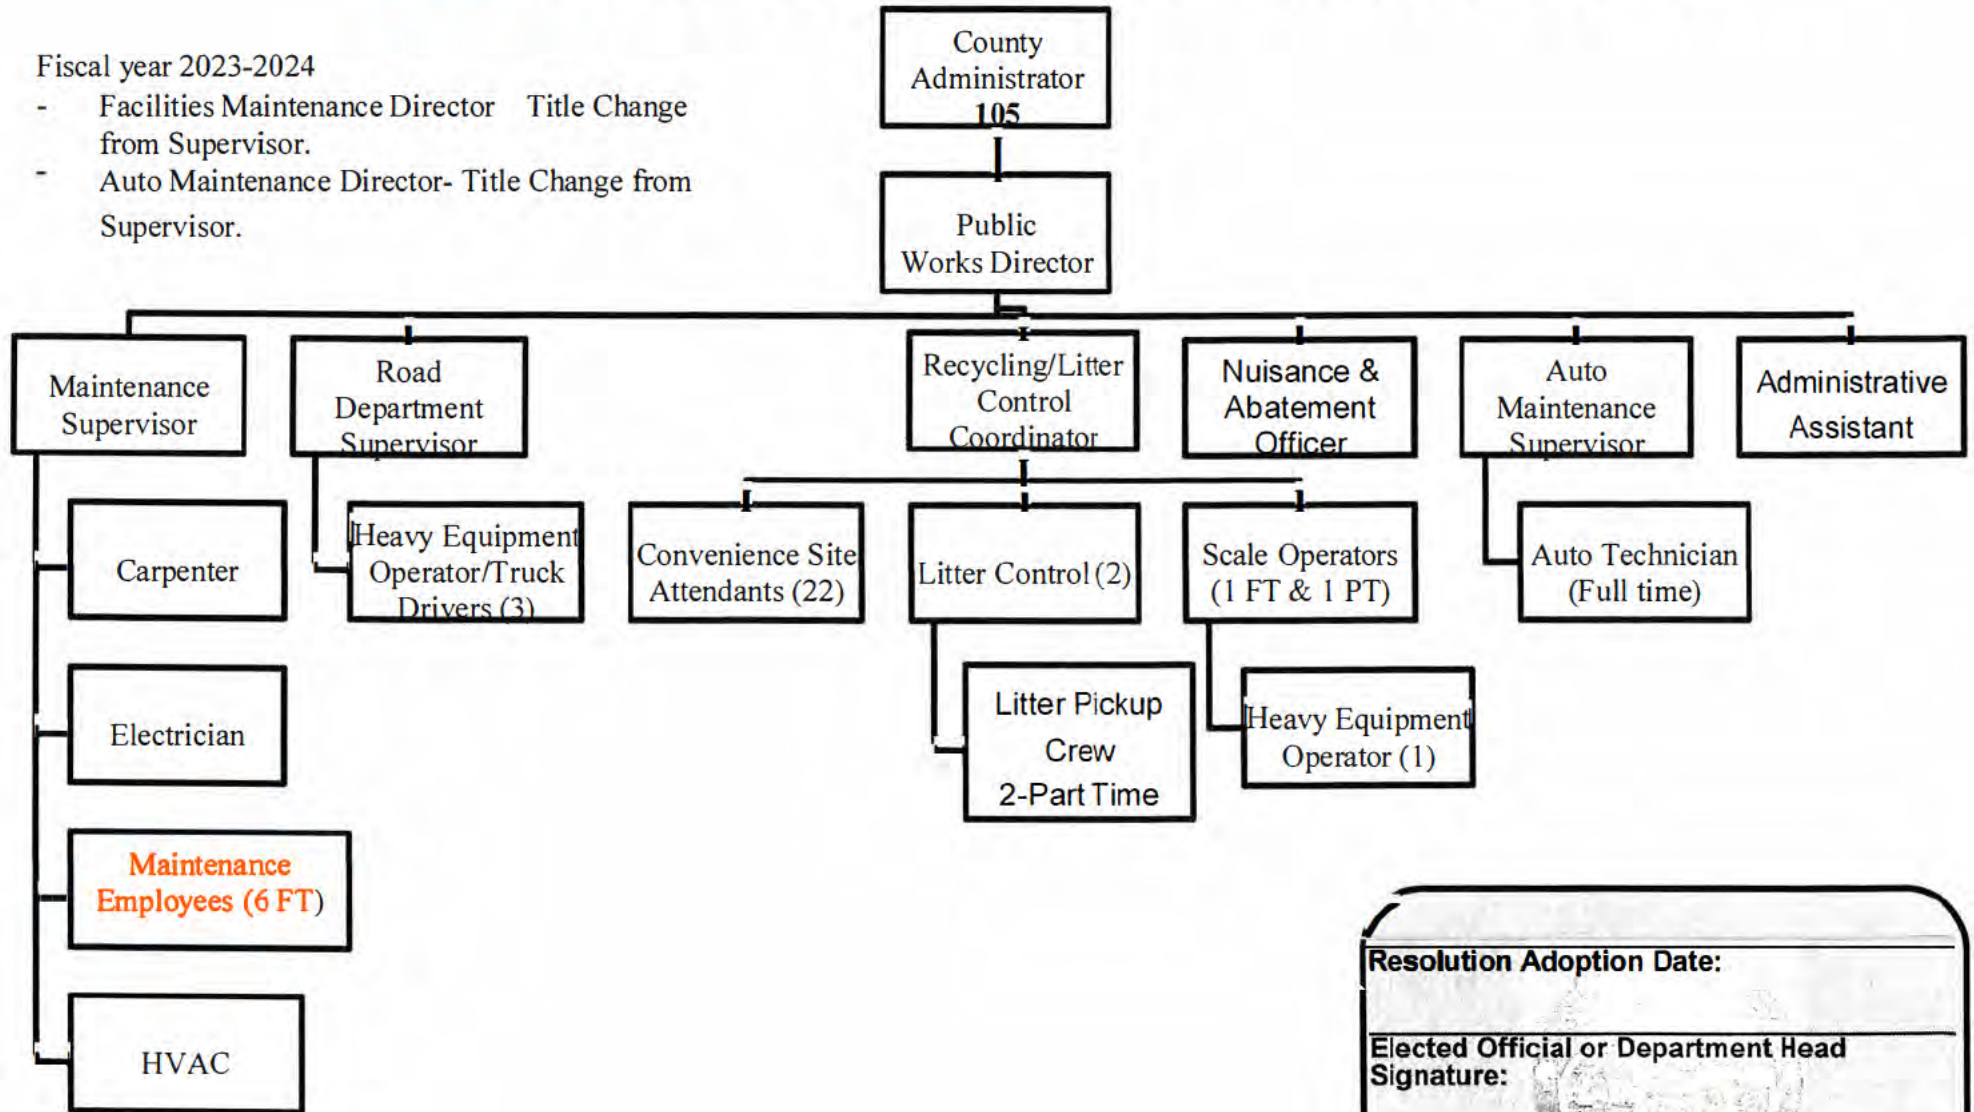 Fiscal year 2023-2024
- Facilities Maintenance Director Title Change
from Supervisor.
- Auto Maintenance Director- Title Change from
Supervisor.
County
Administrator
105
Public
Works Director
Maintenance
Supervisor
Road
Department
Supervisor
Recycling/Litter
Control
Coordinator
Nuisance &
Abatement
Officer
Auto
Maintenance
Supervisor
Administrative
Assistant
Carpenter
Heavy Equipment
Operator/Truck
Drivers (3)
Convenience Site
Attendants (22)
Litter Control (2)
Scale Operators
(1 FT & 1 PT)
Auto Technician
(Full time)
Electrician
Litter Pickup
Crew
2-Part Time
Heavy Equipment
Operator (1)
Maintenance
Employees (6 FT)
HVAC
Resolution Adoption Date:
Elected Official or Department Head
Signature: